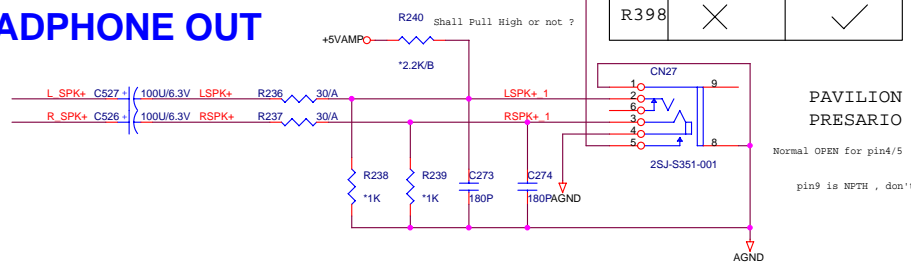 ADPHONE OUT
R240
Shall Pull High or not ?
R398
+5VAMP
*2.2K/B
CN27
L_SPK+ C527 + 100U/6.3V LSPK+ R236 30/A LSPK+_1
R_SPK+ C526 + 100U/6.3V RSPK+ R237 30/A RSPK+_1
1
2
6
3
4
5
9
8
2SJ-S351-001
PAVILION
PRESARIO
Normal OPEN for pin4/5
pin9 is NPTH , don'
R238
*1K
R239
*1K
C273
180P
C274
180P
AGND
AGND